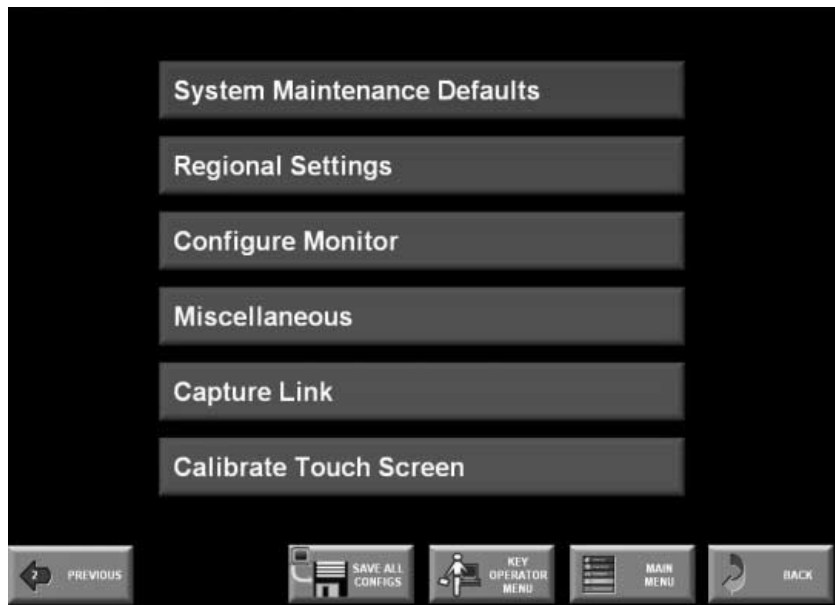 System Maintenance Defaults
Regional Settings
Configure Monitor
Miscellaneous
Capture Link
Calibrate Touch Screen
2 PREVIOUS
SAVE ALL
CONFIGS
KEY
OPERATOR
MENU
MAIN
MENU
BACK